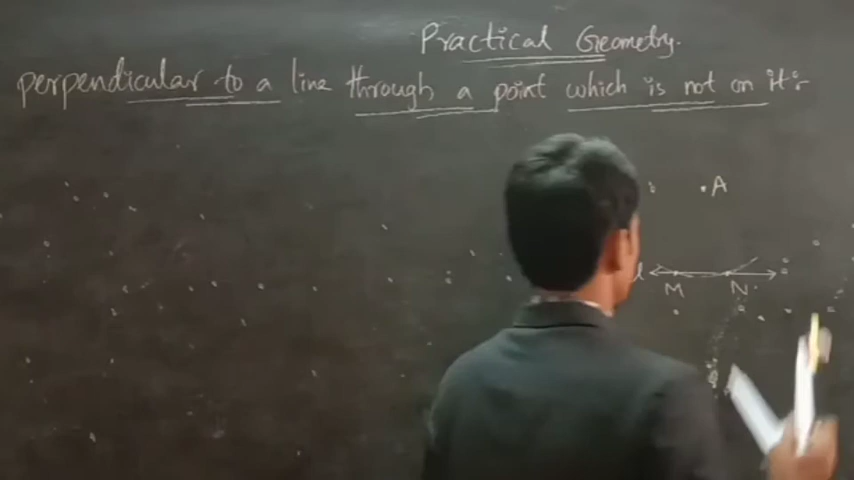 Practical Geometry.
perpendicular to a line through a point which is not on it:-
A
l
M N